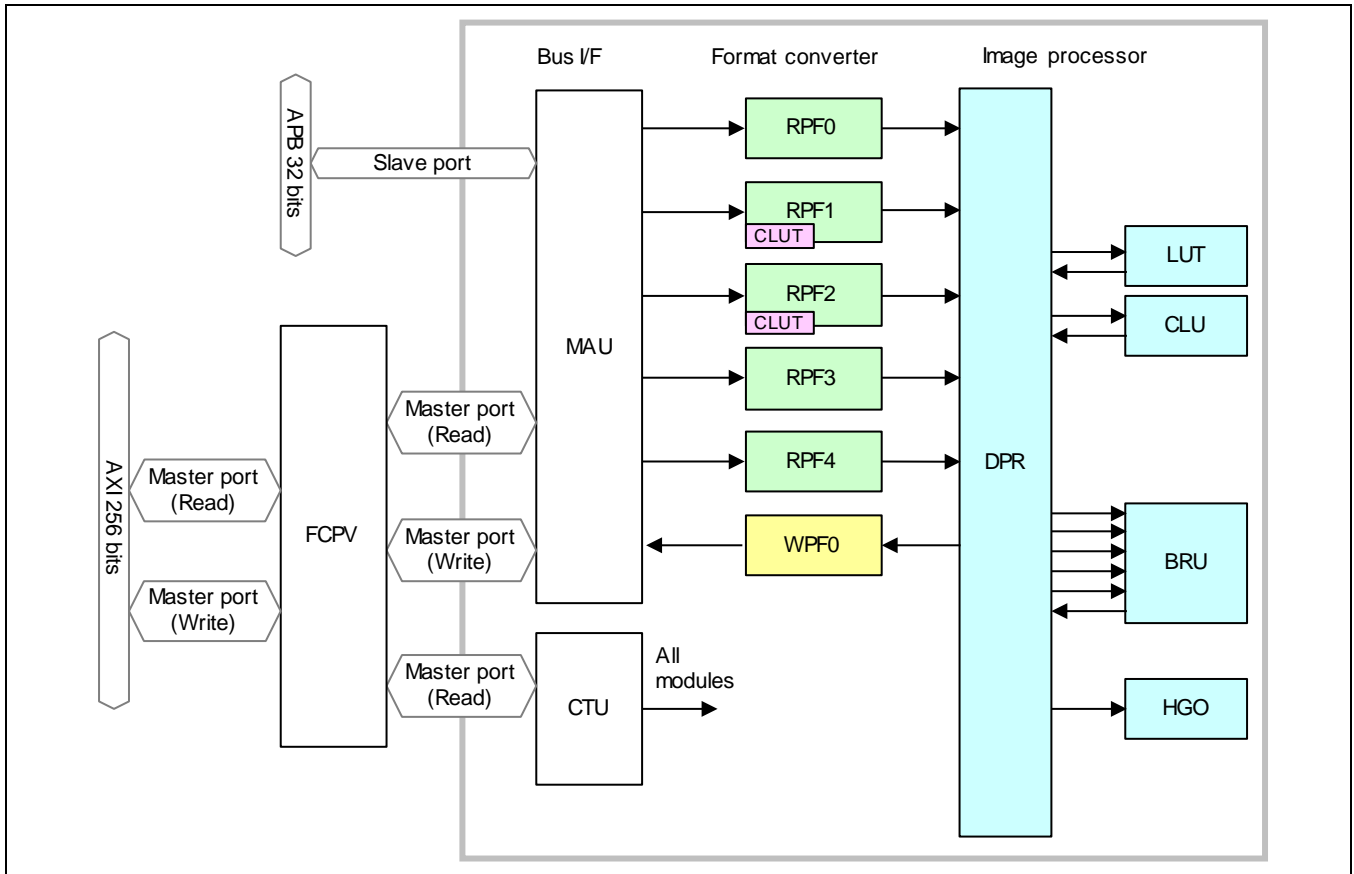 Bus I/F
Format converter
Image processor
APB 32 bits
Slave port
RPF0
RPF1
CLUT
RPF2
CLUT
RPF3
RPF4
WPF0
MAU
DPR
LUT
CLU
BRU
HGO
AXI 256 bits
Master port
(Read)
Master port
(Write)
FCPV
Master port
(Read)
Master port
(Write)
Master port
(Read)
CTU
All
modules